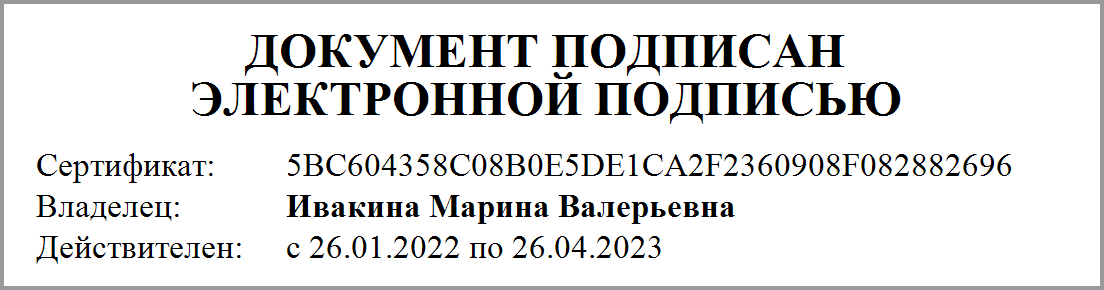 ДОКУМЕНТ ПОДПИСАН
ЭЛЕКТРОННОЙ ПОДПИСЬЮ
Сертификат: 5BC604358C08B0E5DE1CA2F2360908F082882696
Владелец: Ивакина Марина Валерьевна
Действителен: с 26.01.2022 по 26.04.2023